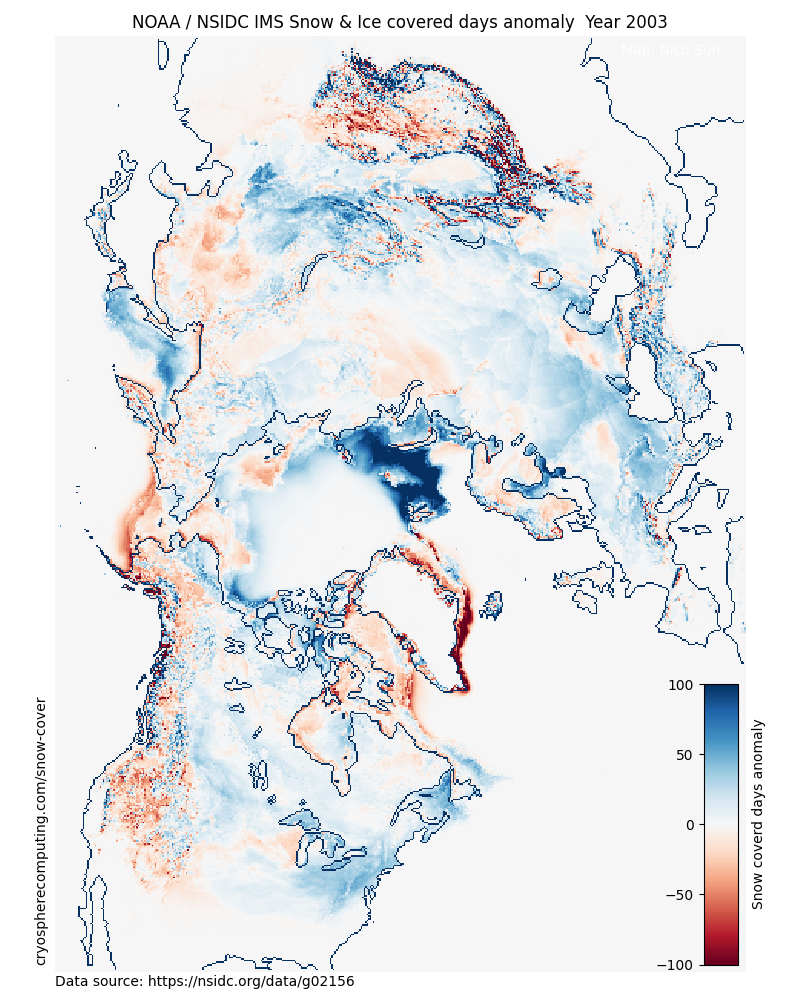 NOAA / NSIDC IMS Snow & Ice covered days anomaly  Year 2003
Map: Nico Sun
cryospherecomputing.com/snow-cover
100
50
0
−50
−100
Snow coverd days anomaly
Data source: https://nsidc.org/data/g02156